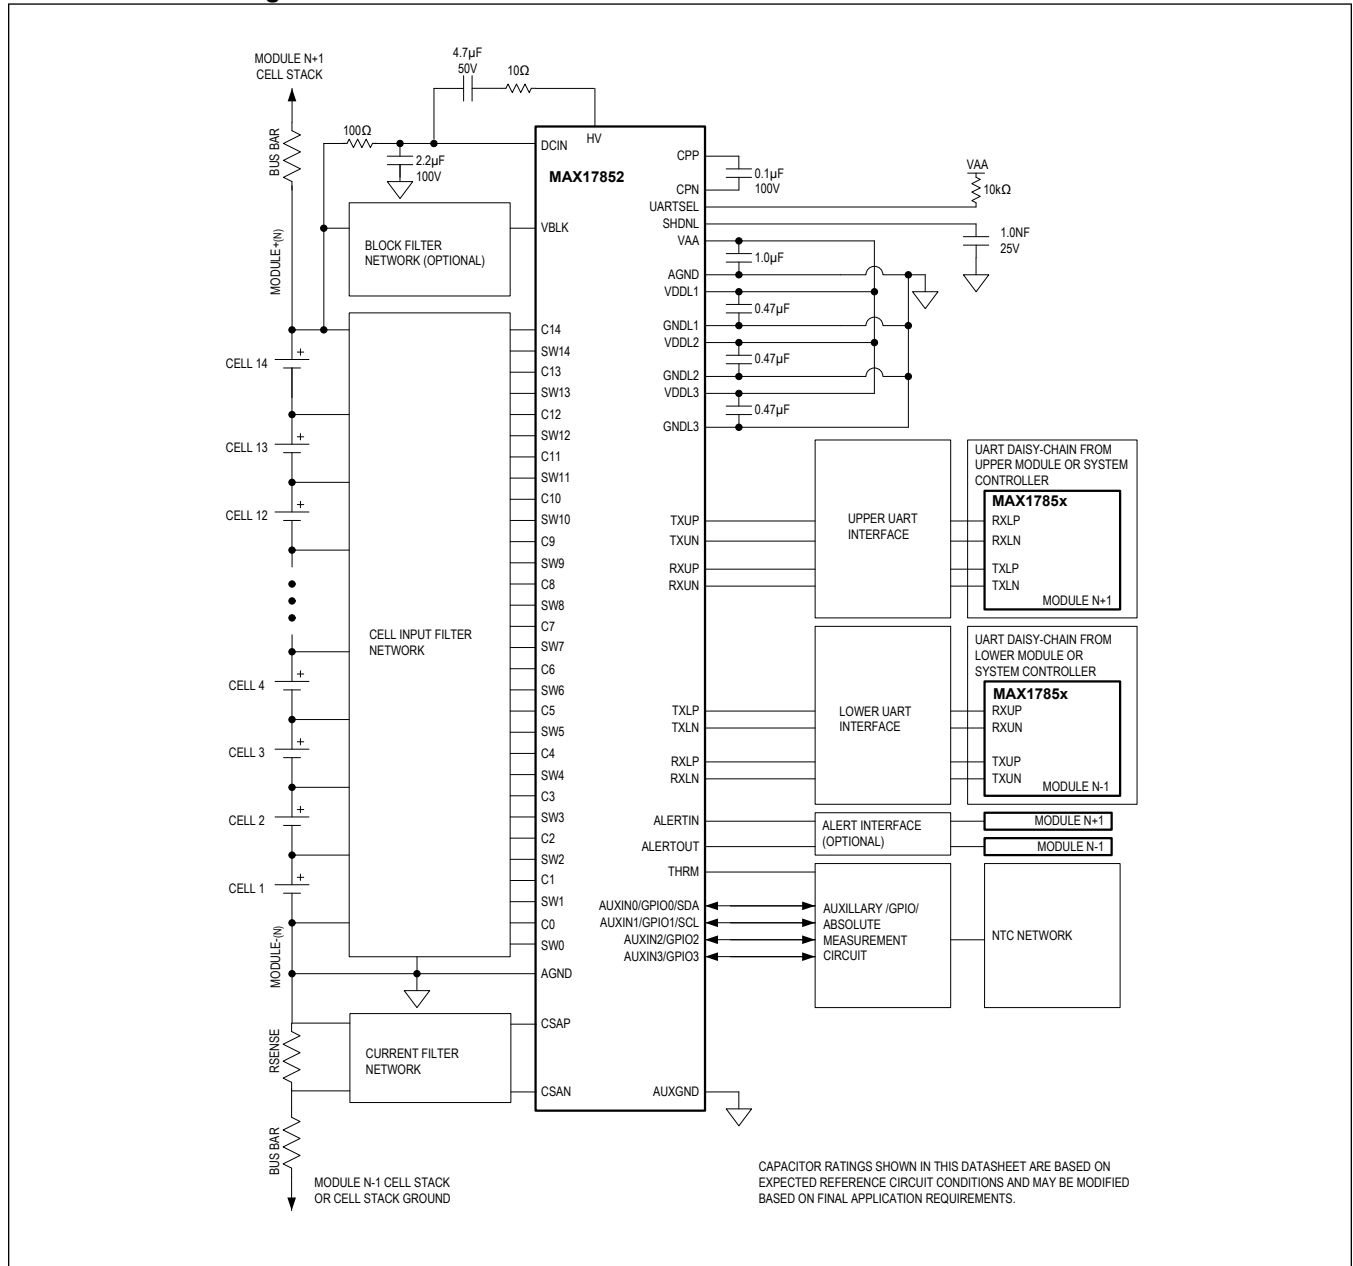 MODULE N+1
CELL STACK
BUS BAR
MODULE+(N)
4.7µF
50V
10Ω
100Ω
2.2µF
100V
HV
DCIN
MAX17852
VBLK
BLOCK FILTER
NETWORK (OPTIONAL)
CPP
CPN
0.1µF
100V
UARTSEL
VAA
10kΩ
SHDNL
1.0NF
25V
VAA
1.0µF
AGND
VDDL1
0.47µF
GNDL1
VDDL2
0.47µF
GNDL2
VDDL3
0.47µF
GNDL3
CELL 14
+
CELL 13
+
CELL 12
+
CELL 4
+
CELL 3
+
CELL 2
+
CELL 1
+
CELL INPUT FILTER
NETWORK
C14
SW14
C13
SW13
C12
SW12
C11
SW11
C10
SW10
C9
SW9
C8
SW8
C7
SW7
C6
SW6
C5
SW5
C4
SW4
C3
SW3
C2
SW2
C1
SW1
C0
SW0
AGND
MODULE-(N)
RSENSE
BUS BAR
CURRENT FILTER
NETWORK
CSAP
CSAN
MODULE N-1 CELL STACK
OR CELL STACK GROUND
TXUP
TXUN
RXUP
RXUN
UPPER UART
INTERFACE
UART DAISY-CHAIN FROM
UPPER MODULE OR SYSTEM
CONTROLLER
MAX1785x
RXLP
RXLN
TXLP
TXLN
MODULE N+1
TXLP
TXLN
RXLP
RXLN
LOWER UART
INTERFACE
UART DAISY-CHAIN FROM
LOWER MODULE OR
SYSTEM CONTROLLER
MAX1785x
RXUP
RXUN
TXUP
TXUN
MODULE N-1
ALERTIN
ALERTOUT
ALERT INTERFACE
(OPTIONAL)
MODULE N+1
MODULE N-1
THRM
AUXIN0/GPIO0/SDA
AUXIN1/GPIO1/SCL
AUXIN2/GPIO2
AUXIN3/GPIO3
AUXILLARY /GPIO/
ABSOLUTE
MEASUREMENT
CIRCUIT
NTC NETWORK
AUXGND
CAPACITOR RATINGS SHOWN IN THIS DATASHEET ARE BASED ON
EXPECTED REFERENCE CIRCUIT CONDITIONS AND MAY BE MODIFIED
BASED ON FINAL APPLICATION REQUIREMENTS.